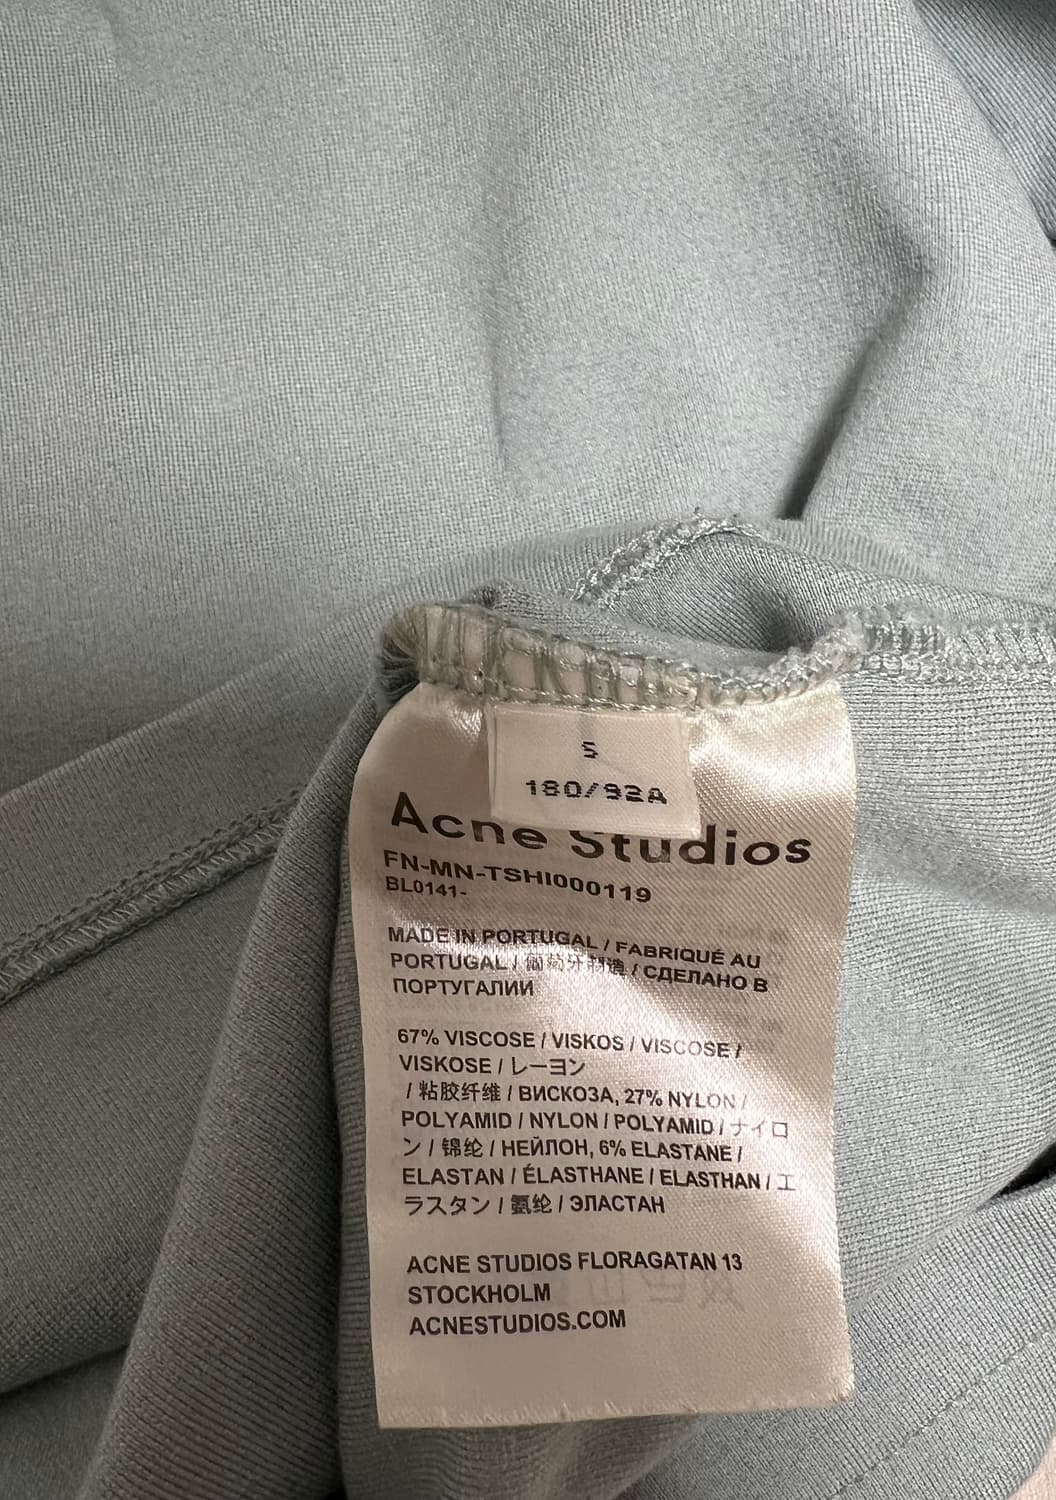 S
180/92A
Acne Studios
FN-MN-TSHI000119
BL0141-
MADE IN PORTUGAL / FABRIQUÉ AU
PORTUGAL / 葡萄牙制造 / СДЕЛАНО В
ПОРТУГАЛИИ
67% VISCOSE / VISKOS / VISCOSE /
VISKOSE / レーヨン
/ 粘胶纤维 / ВИСКОЗА, 27% NYLON /
POLYAMID / NYLON / POLYAMID / ナイロ
ン / 锦纶 / НЕЙЛОН, 6% ELASTANE /
ELASTAN / ÉLASTHANE / ELASTHAN / エ
ラスタン / 氨纶 / ЭЛАСТАН
ACNE STUDIOS FLORAGATAN 13
STOCKHOLM
ACNESTUDIOS.COM